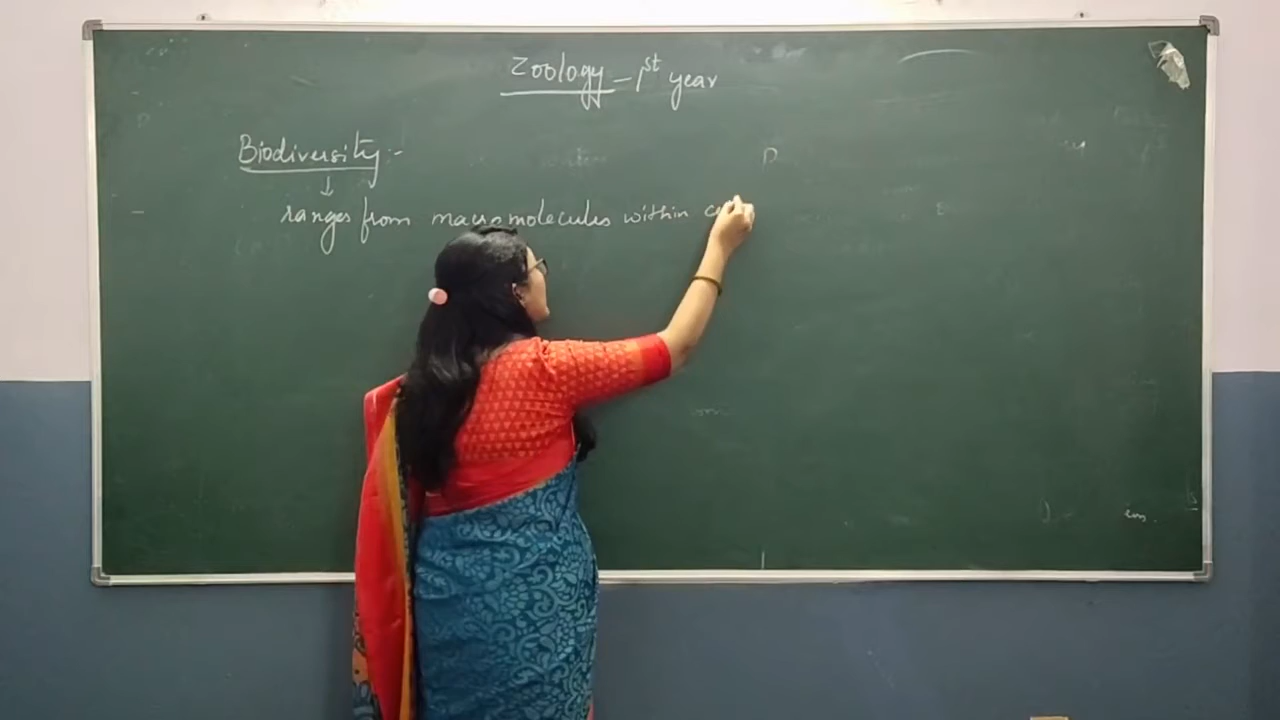 Zoology - 1st year
Biodiversity :-
↓
ranges from macromolecules within